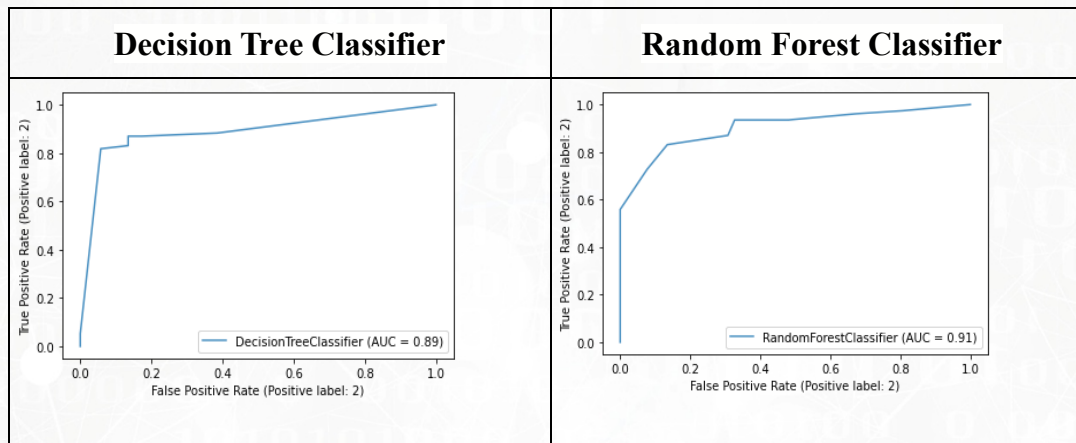 Decision Tree Classifier
Random Forest Classifier
1.0
0.8
0.6
0.4
0.2
0.0
True Positive Rate (Positive label: 2)
DecisionTreeClassifier (AUC = 0.89)
0.0 0.2 0.4 0.6 0.8 1.0
False Positive Rate (Positive label: 2)
1.0
0.8
0.6
0.4
0.2
0.0
True Positive Rate (Positive label: 2)
RandomForestClassifier (AUC = 0.91)
0.0 0.2 0.4 0.6 0.8 1.0
False Positive Rate (Positive label: 2)